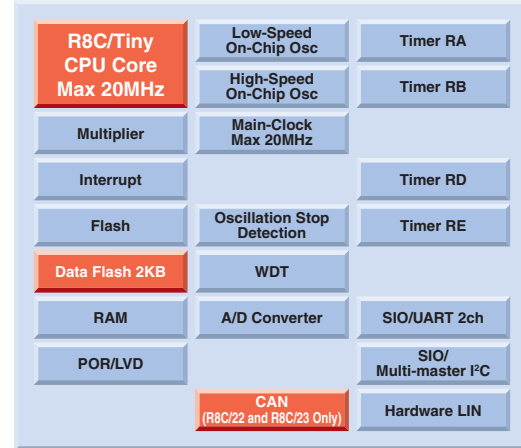 R8C/Tiny
CPU Core
Max 20MHz
Multiplier
Interrupt
Flash
Data Flash 2KB
RAM
POR/LVD
Low-Speed
On-Chip Osc
High-Speed
On-Chip Osc
Main-Clock
Max 20MHz
Oscillation Stop
Detection
WDT
A/D Converter
CAN
(R8C/22 and R8C/23 Only)
Timer RA
Timer RB
Timer RD
Timer RE
SIO/UART 2ch
SIO/
Multi-master I²C
Hardware LIN